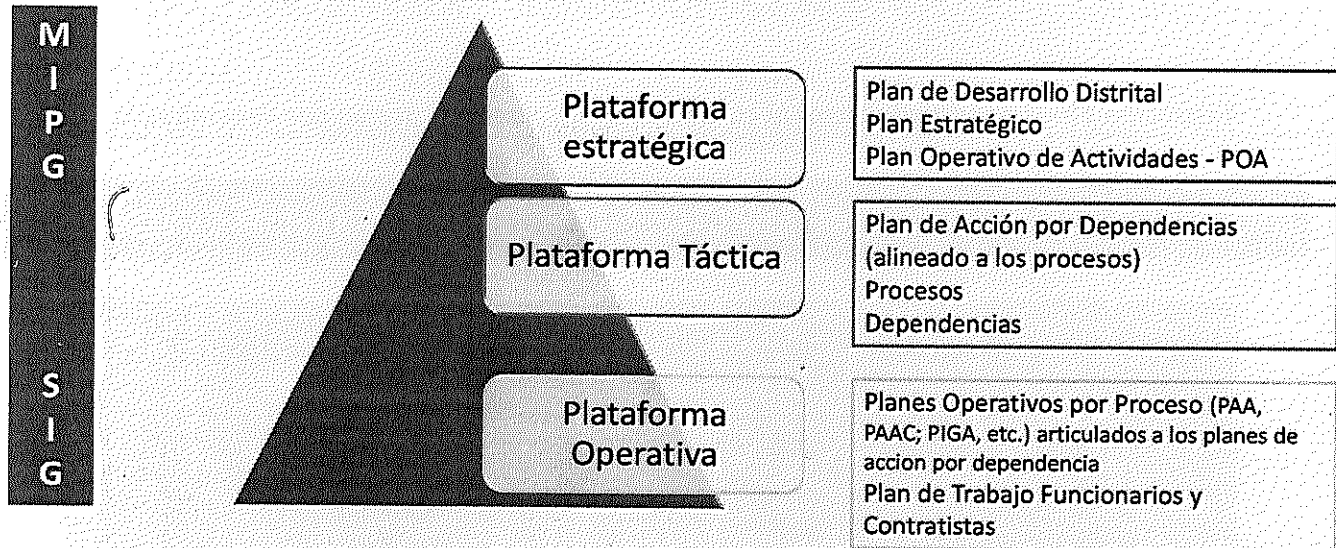 MIPG SIG
Plataforma
estratégica
Plan de Desarrollo Distrital
Plan Estratégico
Plan Operativo de Actividades - POA
Plataforma Táctica
Plan de Acción por Dependencias
(alineado a los procesos)
Procesos
Dependencias
Plataforma
Operativa
Planes Operativos por Proceso (PAA,
PAAC; PIGA, etc.) articulados a los planes de
accion por dependencia
Plan de Trabajo Funcionarios y
Contratistas